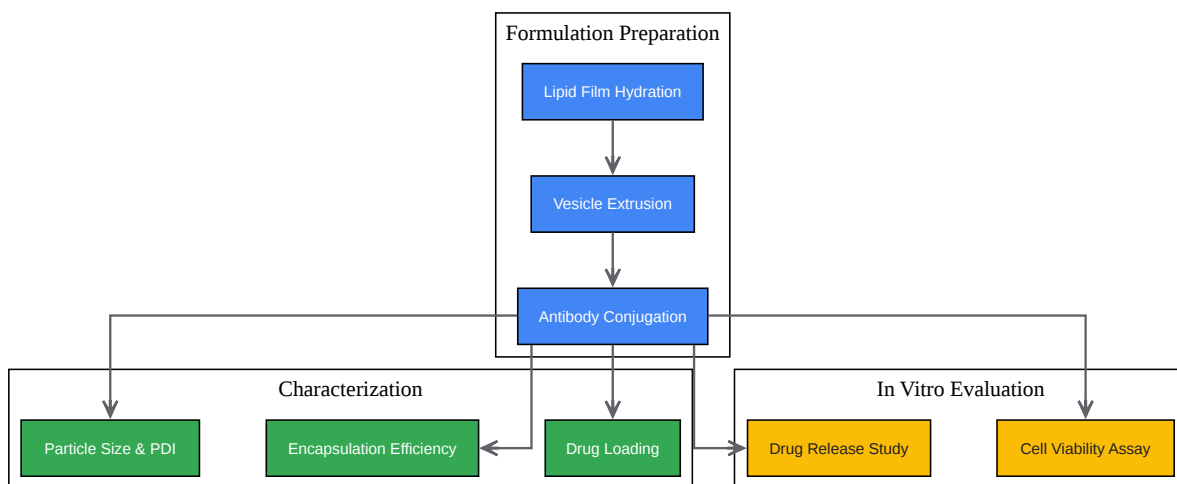 Formulation Preparation
Lipid Film Hydration
Vesicle Extrusion
Antibody Conjugation
Characterization
In Vitro Evaluation
Particle Size & PDI
Encapsulation Efficiency
Drug Loading
Drug Release Study
Cell Viability Assay